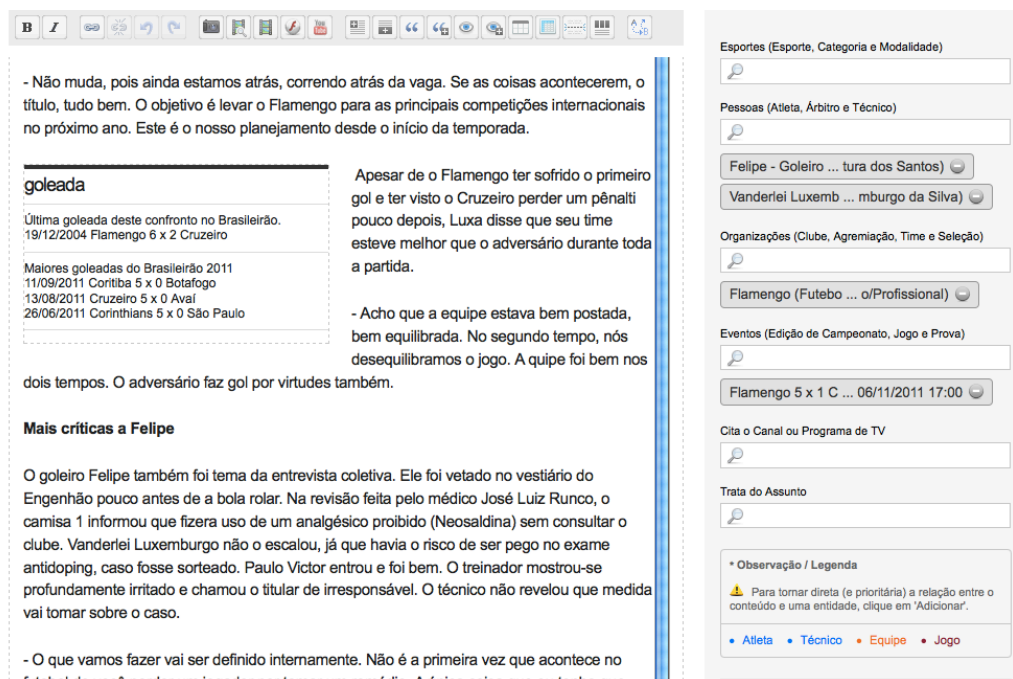 B I
- Não muda, pois ainda estamos atrás, correndo atrás da vaga. Se as coisas acontecerem, o
título, tudo bem. O objetivo é levar o Flamengo para as principais competições internacionais
no próximo ano. Este é o nosso planejamento desde o início da temporada.
goleada
Última goleada deste confronto no Brasileirão.
19/12/2004 Flamengo 6 x 2 Cruzeiro
Maiores goleadas do Brasileirão 2011
11/09/2011 Coritiba 5 x 0 Botafogo
13/08/2011 Cruzeiro 5 x 0 Avaí
26/06/2011 Corinthians 5 x 0 São Paulo
Apesar de o Flamengo ter sofrido o primeiro
gol e ter visto o Cruzeiro perder um pênalti
pouco depois, Luxa disse que seu time
esteve melhor que o adversário durante toda
a partida.
- Acho que a equipe estava bem postada,
bem equilibrada. No segundo tempo, nós
desequilibramos o jogo. A quipe foi bem nos
dois tempos. O adversário faz gol por virtudes também.
Mais críticas a Felipe
O goleiro Felipe também foi tema da entrevista coletiva. Ele foi vetado no vestiário do
Engenhão pouco antes de a bola rolar. Na revisão feita pelo médico José Luiz Runco, o
camisa 1 informou que fizera uso de um analgésico proibido (Neosaldina) sem consultar o
clube. Vanderlei Luxemburgo não o escalou, já que havia o risco de ser pego no exame
antidoping, caso fosse sorteado. Paulo Victor entrou e foi bem. O treinador mostrou-se
profundamente irritado e chamou o titular de irresponsável. O técnico não revelou que medida
vai tomar sobre o caso.
- O que vamos fazer vai ser definido internamente. Não é a primeira vez que acontece no
Esportes (Esporte, Categoria e Modalidade)
Pessoas (Atleta, Árbitro e Técnico)
Felipe - Goleiro ... tura dos Santos)
Vanderlei Luxemb ... mburgo da Silva)
Organizações (Clube, Agremiação, Time e Seleção)
Flamengo (Futebo ... o/Profissional)
Eventos (Edição de Campeonato, Jogo e Prova)
Flamengo 5 x 1 C ... 06/11/2011 17:00
Cita o Canal ou Programa de TV
Trata do Assunto
* Observação / Legenda
Para tornar direta (e prioritária) a relação entre o
conteúdo e uma entidade, clique em 'Adicionar'.
• Atleta • Técnico • Equipe • Jogo